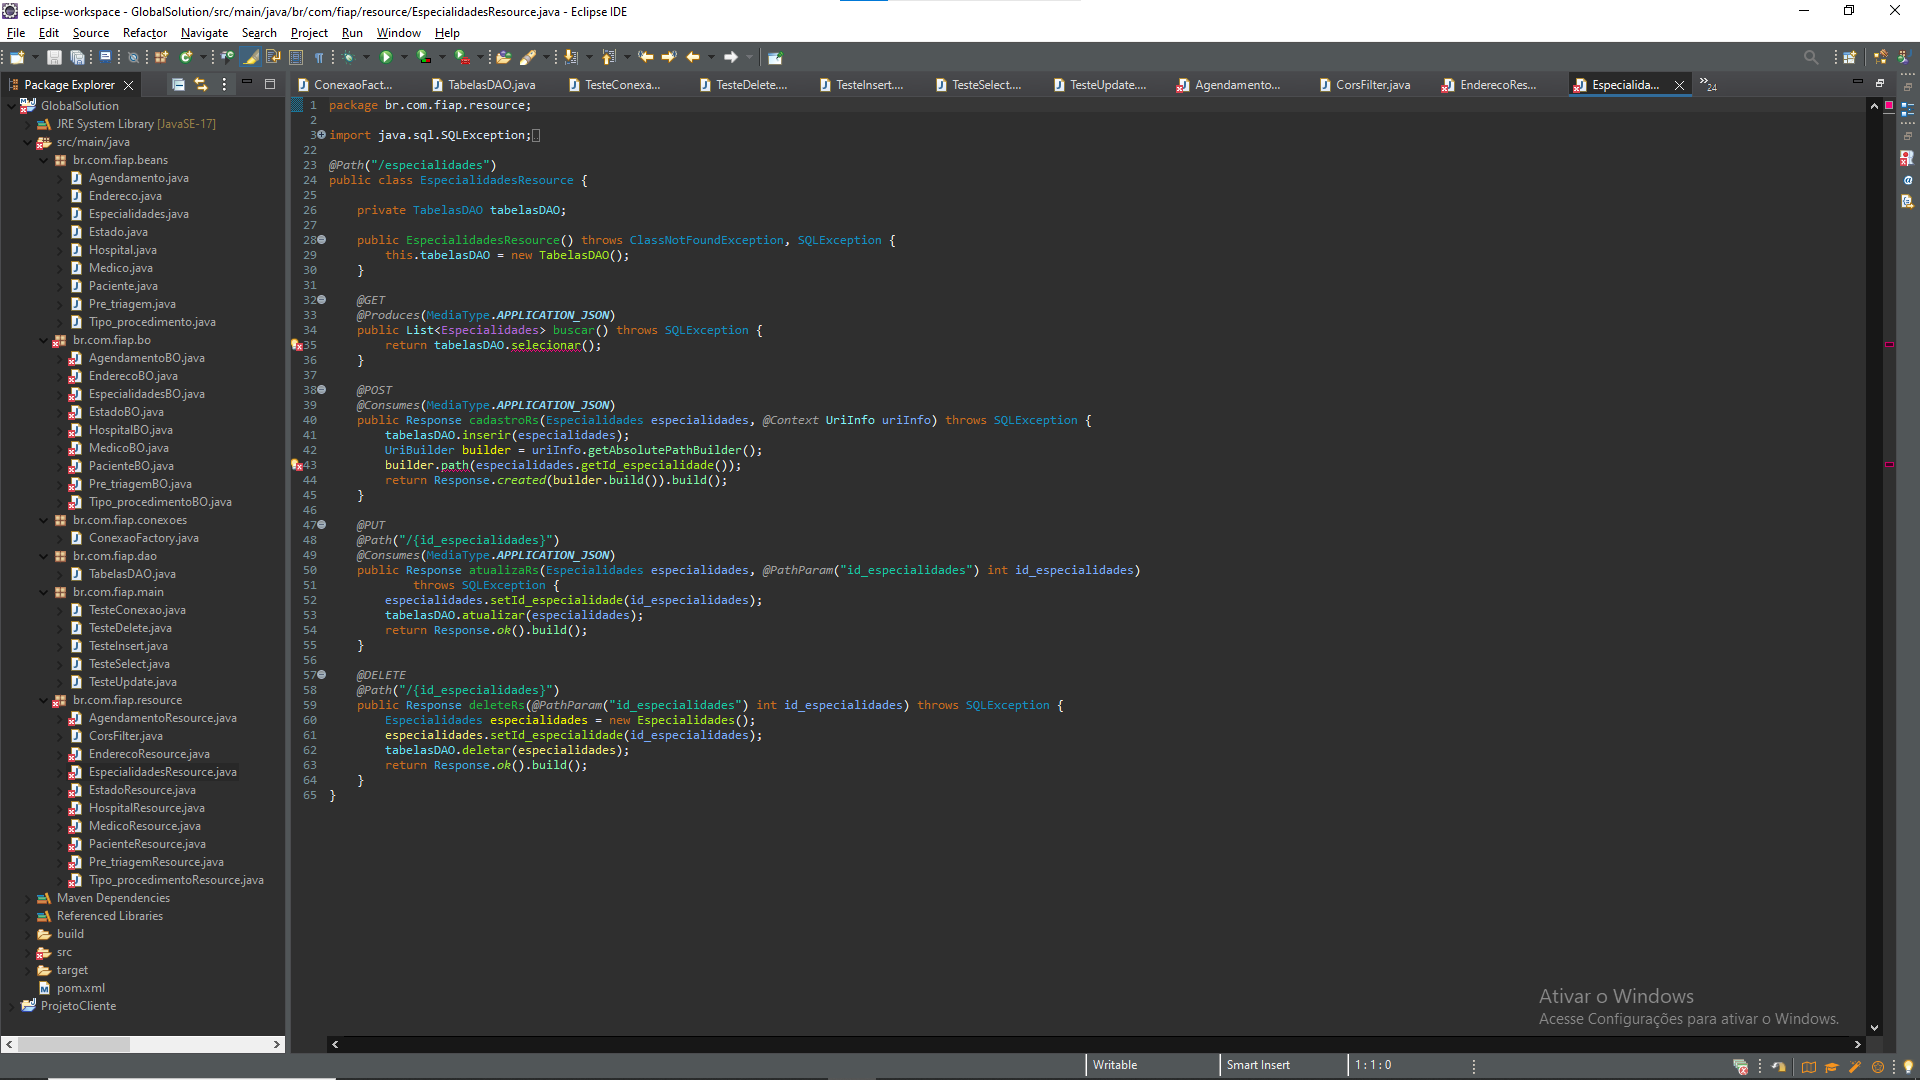 eclipse-workspace - GlobalSolution/src/main/java/br/com/fiap/resource/EspecialidadesResource.java - Eclipse IDE
File Edit Source Refactor Navigate Search Project Run Window Help
Package Explorer
ConexaoFact... TabelasDAO.java TesteConexa... TesteDelete.... TesteInsert.... TesteSelect.... TesteUpdate.... Agendamento... CorsFilter.java EnderecoRes... Especialida... »24
GlobalSolution
JRE System Library [JavaSE-17]
src/main/java
br.com.fiap.beans
Agendamento.java
Endereco.java
Especialidades.java
Estado.java
Hospital.java
Medico.java
Paciente.java
Pre_triagem.java
Tipo_procedimento.java
br.com.fiap.bo
AgendamentoBO.java
EnderecoBO.java
EspecialidadesBO.java
EstadoBO.java
HospitalBO.java
MedicoBO.java
PacienteBO.java
Pre_triagemBO.java
Tipo_procedimentoBO.java
br.com.fiap.conexoes
ConexaoFactory.java
br.com.fiap.dao
TabelasDAO.java
br.com.fiap.main
TesteConexao.java
TesteDelete.java
TesteInsert.java
TesteSelect.java
TesteUpdate.java
br.com.fiap.resource
AgendamentoResource.java
CorsFilter.java
EnderecoResource.java
EspecialidadesResource.java
EstadoResource.java
HospitalResource.java
MedicoResource.java
PacienteResource.java
Pre_triagemResource.java
Tipo_procedimentoResource.java
Maven Dependencies
Referenced Libraries
build
src
target
pom.xml
ProjetoCliente
1 package br.com.fiap.resource;
2
3 import java.sql.SQLException;
22
23 @Path("/especialidades")
24 public class EspecialidadesResource {
25
26 private TabelasDAO tabelasDAO;
27
28 public EspecialidadesResource() throws ClassNotFoundException, SQLException {
29 this.tabelasDAO = new TabelasDAO();
30 }
31
32 @GET
33 @Produces(MediaType.APPLICATION_JSON)
34 public List<Especialidades> buscar() throws SQLException {
35 return tabelasDAO.selecionar();
36 }
37
38 @POST
39 @Consumes(MediaType.APPLICATION_JSON)
40 public Response cadastroRs(Especialidades especialidades, @Context UriInfo uriInfo) throws SQLException {
41 tabelasDAO.inserir(especialidades);
42 UriBuilder builder = uriInfo.getAbsolutePathBuilder();
43 builder.path(especialidades.getId_especialidade());
44 return Response.created(builder.build()).build();
45 }
46
47 @PUT
48 @Path("/{id_especialidades}")
49 @Consumes(MediaType.APPLICATION_JSON)
50 public Response atualizaRs(Especialidades especialidades, @PathParam("id_especialidades") int id_especialidades)
51 throws SQLException {
52 especialidades.setId_especialidade(id_especialidades);
53 tabelasDAO.atualizar(especialidades);
54 return Response.ok().build();
55 }
56
57 @DELETE
58 @Path("/{id_especialidades}")
59 public Response deleteRs(@PathParam("id_especialidades") int id_especialidades) throws SQLException {
60 Especialidades especialidades = new Especialidades();
61 especialidades.setId_especialidade(id_especialidades);
62 tabelasDAO.deletar(especialidades);
63 return Response.ok().build();
64 }
65 }
Ativar o Windows
Acesse Configurações para ativar o Windows.
Writable Smart Insert 1 : 1 : 0